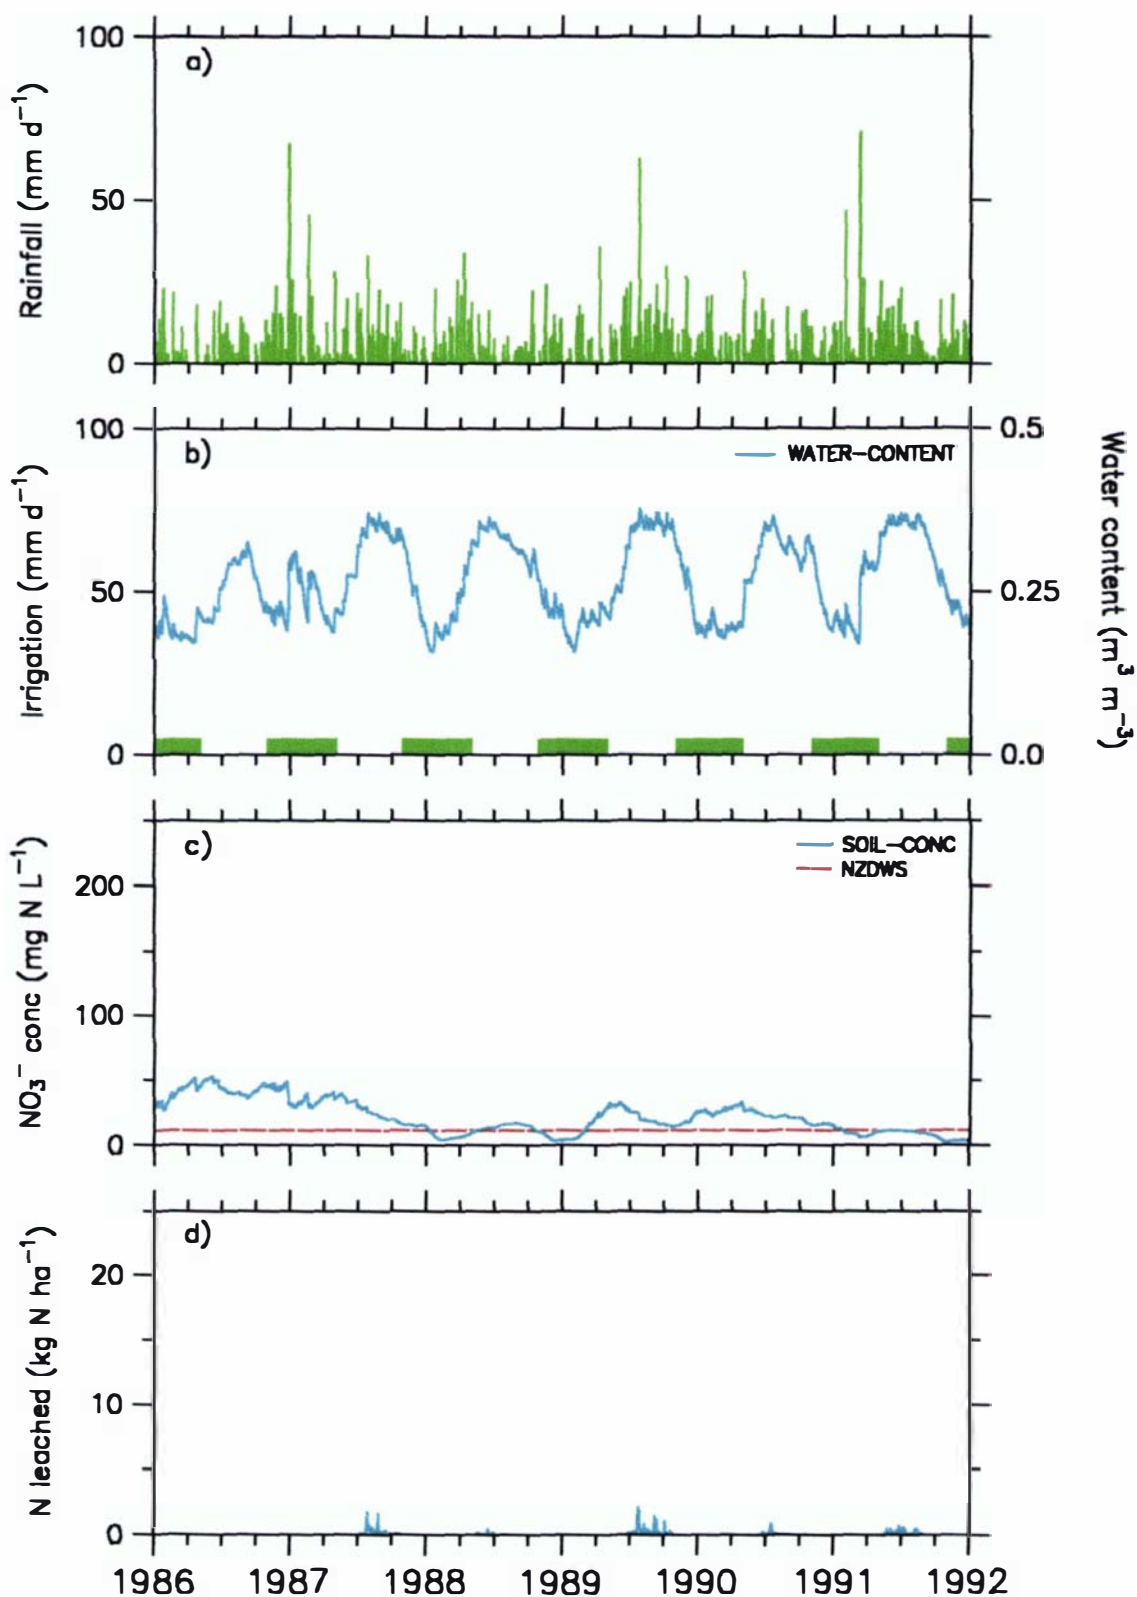 a)
Rainfall (mm d⁻¹)
100
50
0
b)
WATER-CONTENT
Irrigation (mm d⁻¹)
100
50
0
0.5
0.25
0.0
Water content (m³ m⁻³)
c)
SOIL-CONC
NZDWS
NO₃⁻ conc (mg N L⁻¹)
200
100
0
d)
N leached (kg N ha⁻¹)
20
10
0
1986 1987 1988 1989 1990 1991 1992